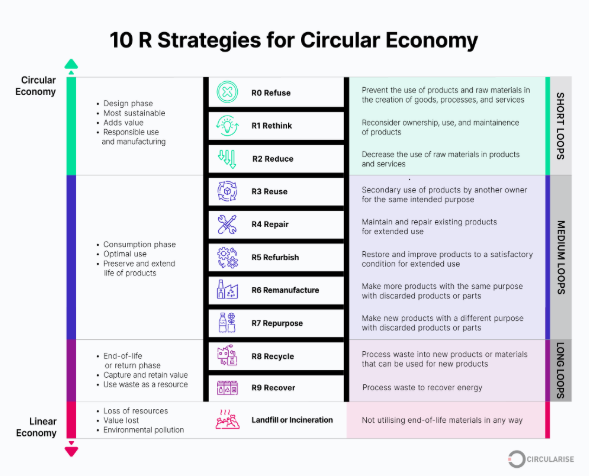 10 R Strategies for Circular Economy
Circular
Economy
• Design phase
• Most sustainable
• Adds value
• Responsible use
and manufacturing
R0 Refuse
Prevent the use of products and raw materials in
the creation of goods, processes, and services
R1 Rethink
Reconsider ownership, use, and maintainence
of products
R2 Reduce
Decrease the use of raw materials in products
and services
SHORT LOOPS
• Consumption phase
• Optimal use
• Preserve and extend
life of products
R3 Reuse
Secondary use of products by another owner
for the same intended purpose
R4 Repair
Maintain and repair existing products
for extended use
R5 Refurbish
Restore and improve products to a satisfactory
condition for extended use
R6 Remanufacture
Make more products with the same purpose
with discarded products or parts
R7 Repurpose
Make new products with a different purpose
with discarded products or parts
MEDIUM LOOPS
• End-of-life
or return phase
• Capture and retain value
• Use waste as a resource
R8 Recycle
Process waste into new products or materials
that can be used for new products
R9 Recover
Process waste to recover energy
LONG LOOPS
Linear
Economy
• Loss of resources
• Value lost
• Environmental pollution
Landfill or Incineration
Not utilising end-of-life materials in any way
CIRCULARISE